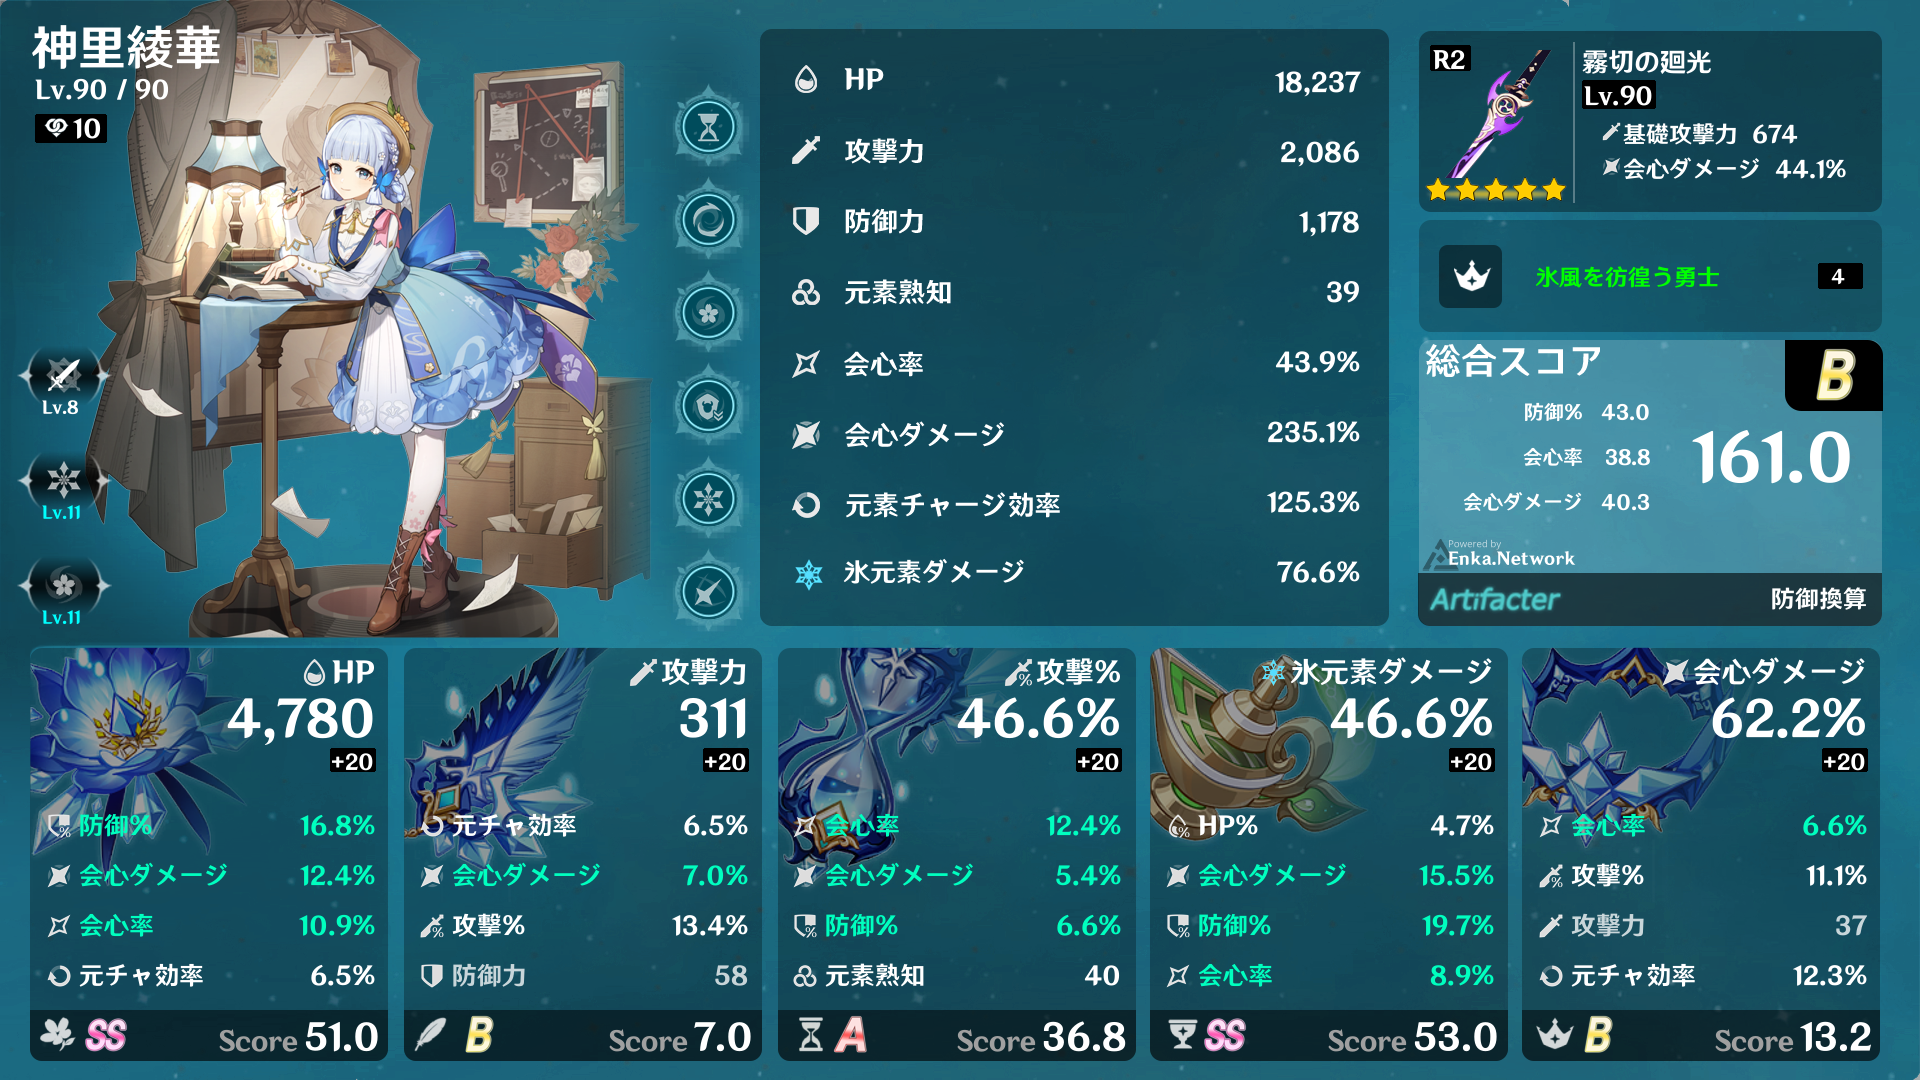 神里綾華
Lv.90 / 90
10
Lv.8
Lv.11
Lv.11
HP 18,237
攻撃力 2,086
防御力 1,178
元素熟知 39
会心率 43.9%
会心ダメージ 235.1%
元素チャージ効率 125.3%
氷元素ダメージ 76.6%
R2
霧切の廻光
Lv.90
基礎攻撃力 674
会心ダメージ 44.1%
氷風を彷徨う勇士 4
総合スコア B
防御% 43.0
会心率 38.8
会心ダメージ 40.3
161.0
Powered by
Enka.Network
Artifacter 防御換算
HP
4,780
+20
防御% 16.8%
会心ダメージ 12.4%
会心率 10.9%
元チャ効率 6.5%
SS Score 51.0
攻撃力
311
+20
元チャ効率 6.5%
会心ダメージ 7.0%
攻撃% 13.4%
防御力 58
B Score 7.0
攻撃%
46.6%
+20
会心率 12.4%
会心ダメージ 5.4%
防御% 6.6%
元素熟知 40
A Score 36.8
氷元素ダメージ
46.6%
+20
HP% 4.7%
会心ダメージ 15.5%
防御% 19.7%
会心率 8.9%
SS Score 53.0
会心ダメージ
62.2%
+20
会心率 6.6%
攻撃% 11.1%
攻撃力 37
元チャ効率 12.3%
B Score 13.2